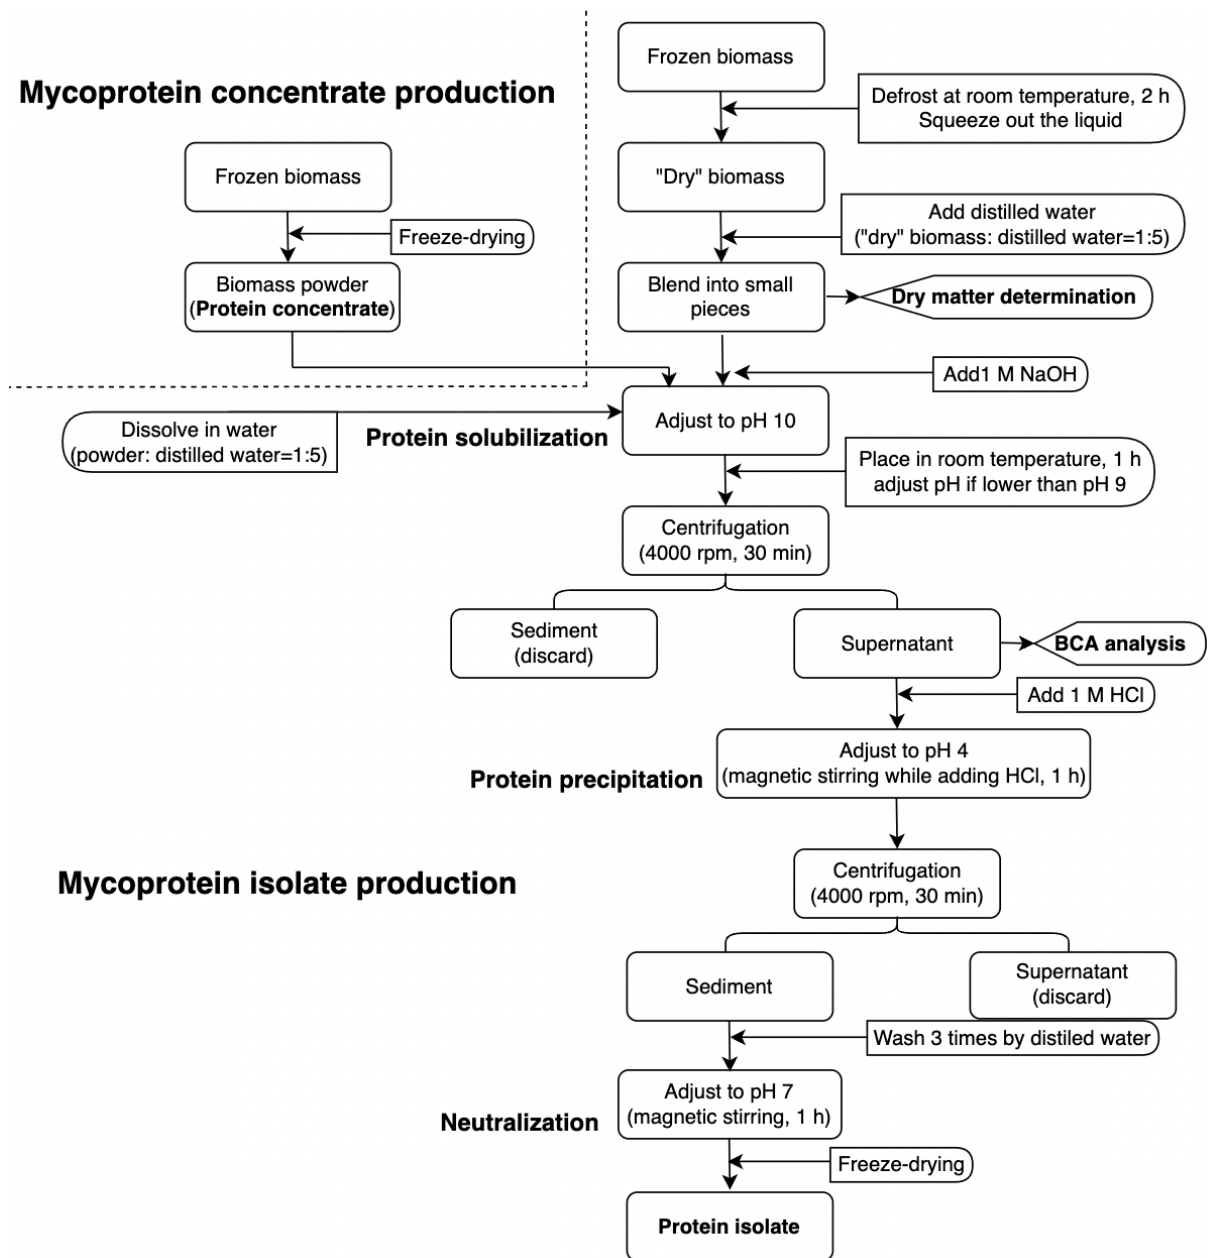 Mycoprotein concentrate production
Frozen biomass
Freeze-drying
Biomass powder
(Protein concentrate)
Frozen biomass
Defrost at room temperature, 2 h
Squeeze out the liquid
"Dry" biomass
Add distilled water
("dry" biomass: distilled water=1:5)
Blend into small
pieces
Dry matter determination
Add1 M NaOH
Dissolve in water
(powder: distilled water=1:5)
Protein solubilization
Adjust to pH 10
Place in room temperature, 1 h
adjust pH if lower than pH 9
Centrifugation
(4000 rpm, 30 min)
Sediment
(discard)
Supernatant
BCA analysis
Add 1 M HCl
Protein precipitation
Adjust to pH 4
(magnetic stirring while adding HCl, 1 h)
Mycoprotein isolate production
Centrifugation
(4000 rpm, 30 min)
Sediment
Supernatant
(discard)
Wash 3 times by distiled water
Neutralization
Adjust to pH 7
(magnetic stirring, 1 h)
Freeze-drying
Protein isolate